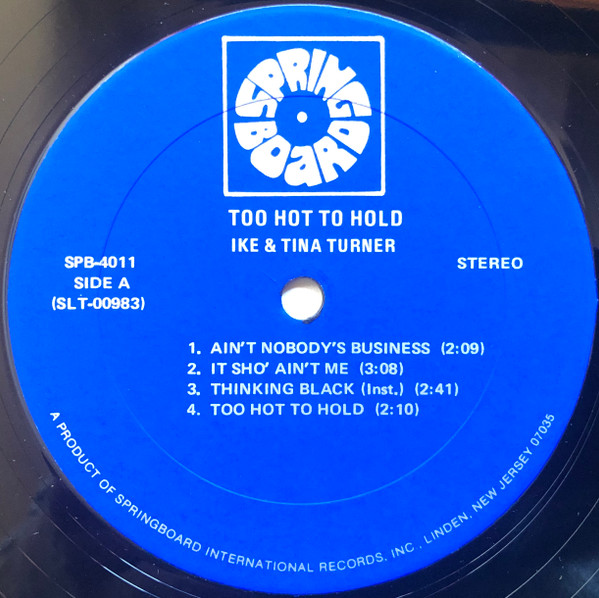 SPRINGBOARD
TOO HOT TO HOLD
IKE & TINA TURNER
SPB-4011
SIDE A
(SLT-00983)
STEREO
1. AIN'T NOBODY'S BUSINESS (2:09)
2. IT SHO' AIN'T ME (3:08)
3. THINKING BLACK (Inst.) (2:41)
4. TOO HOT TO HOLD (2:10)
A PRODUCT OF SPRINGBOARD INTERNATIONAL RECORDS, INC., LINDEN, NEW JERSEY 07035